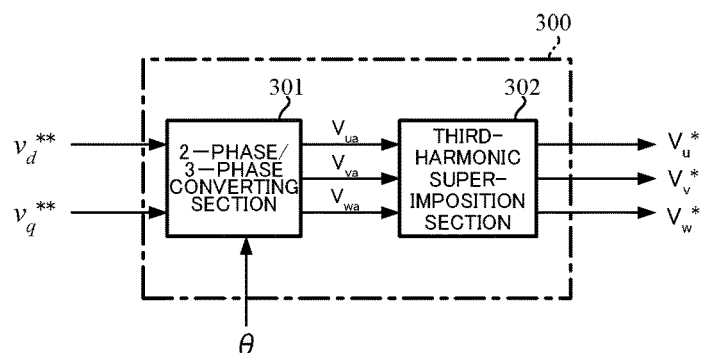 300
301
302
v_d**
v_q**
2-PHASE/
3-PHASE
CONVERTING
SECTION
V_ua
V_va
V_wa
THIRD-
HARMONIC
SUPER-
IMPOSITION
SECTION
V_u*
V_v*
V_w*
θ